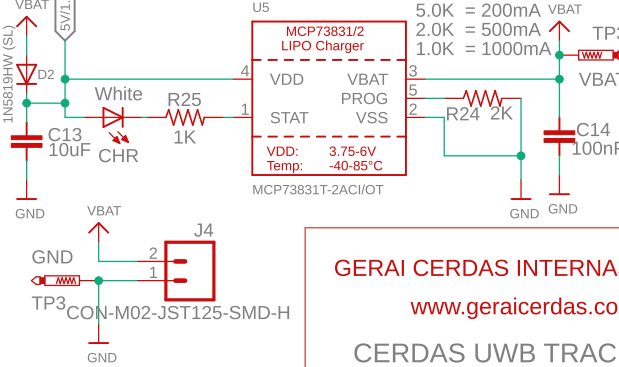 VBAT
1N5819HW (SL)
5V/1.
D2
U5
MCP73831/2
LIPO Charger
5.0K = 200mA
2.0K = 500mA
1.0K = 1000mA
VBAT
TP3
VBAT
4
VDD
VBAT
3
PROG
5
1
STAT
VSS
2
White
CHR
R25
1K
R24
2K
C13
10uF
C14
100nF
VDD: 3.75-6V
Temp: -40-85°C
MCP73831T-2ACI/OT
GND
GND
GND
VBAT
J4
2
1
GND
TP3
CON-M02-JST125-SMD-H
GND
GERAI CERDAS INTERNA
www.geraicerdas.co
CERDAS UWB TRAC